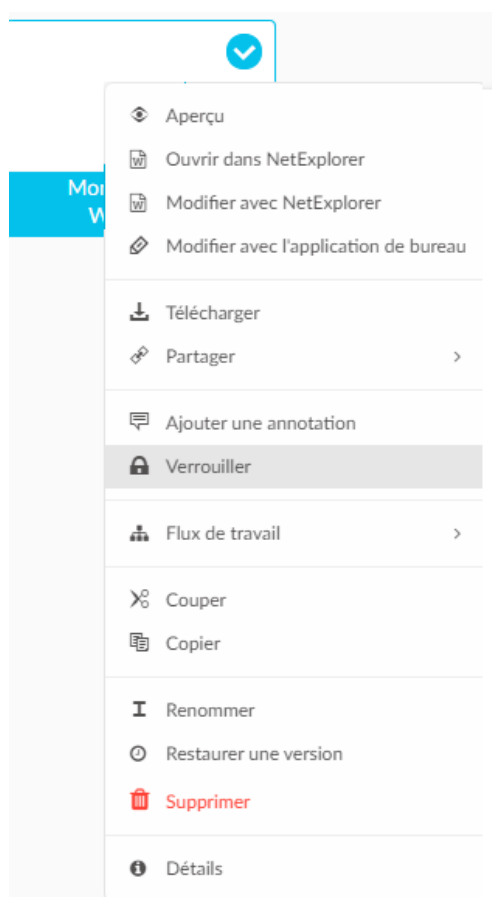 Aperçu
Ouvrir dans NetExplorer
Modifier avec NetExplorer
Modifier avec l'application de bureau
Télécharger
Partager
Ajouter une annotation
Verrouiller
Flux de travail
Couper
Copier
Renommer
Restaurer une version
Supprimer
Détails